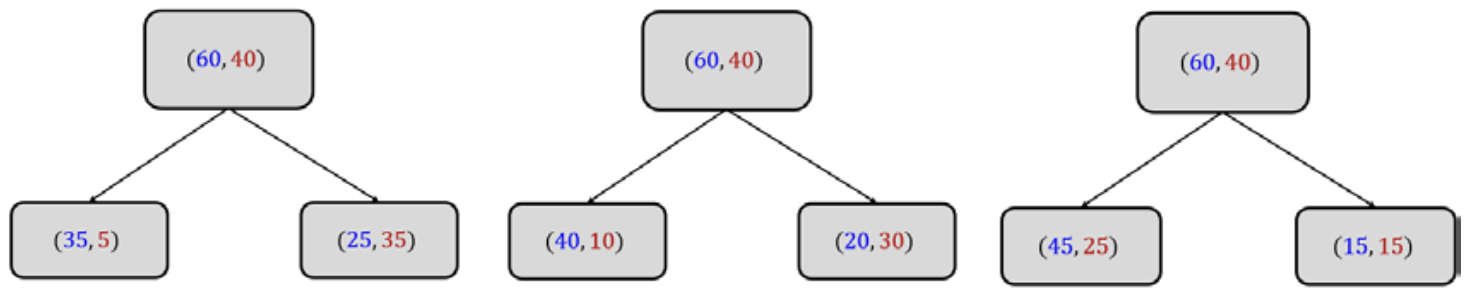 (60, 40) (60, 40) (60, 40)
(35, 5) (25, 35) (40, 10) (20, 30) (45, 25) (15, 15)